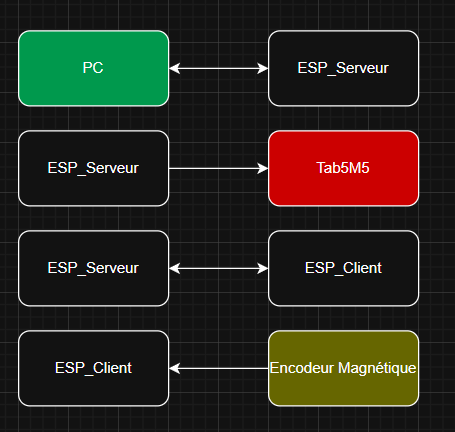 PC
ESP_Serveur
ESP_Serveur
Tab5M5
ESP_Serveur
ESP_Client
ESP_Client
Encodeur Magnétique